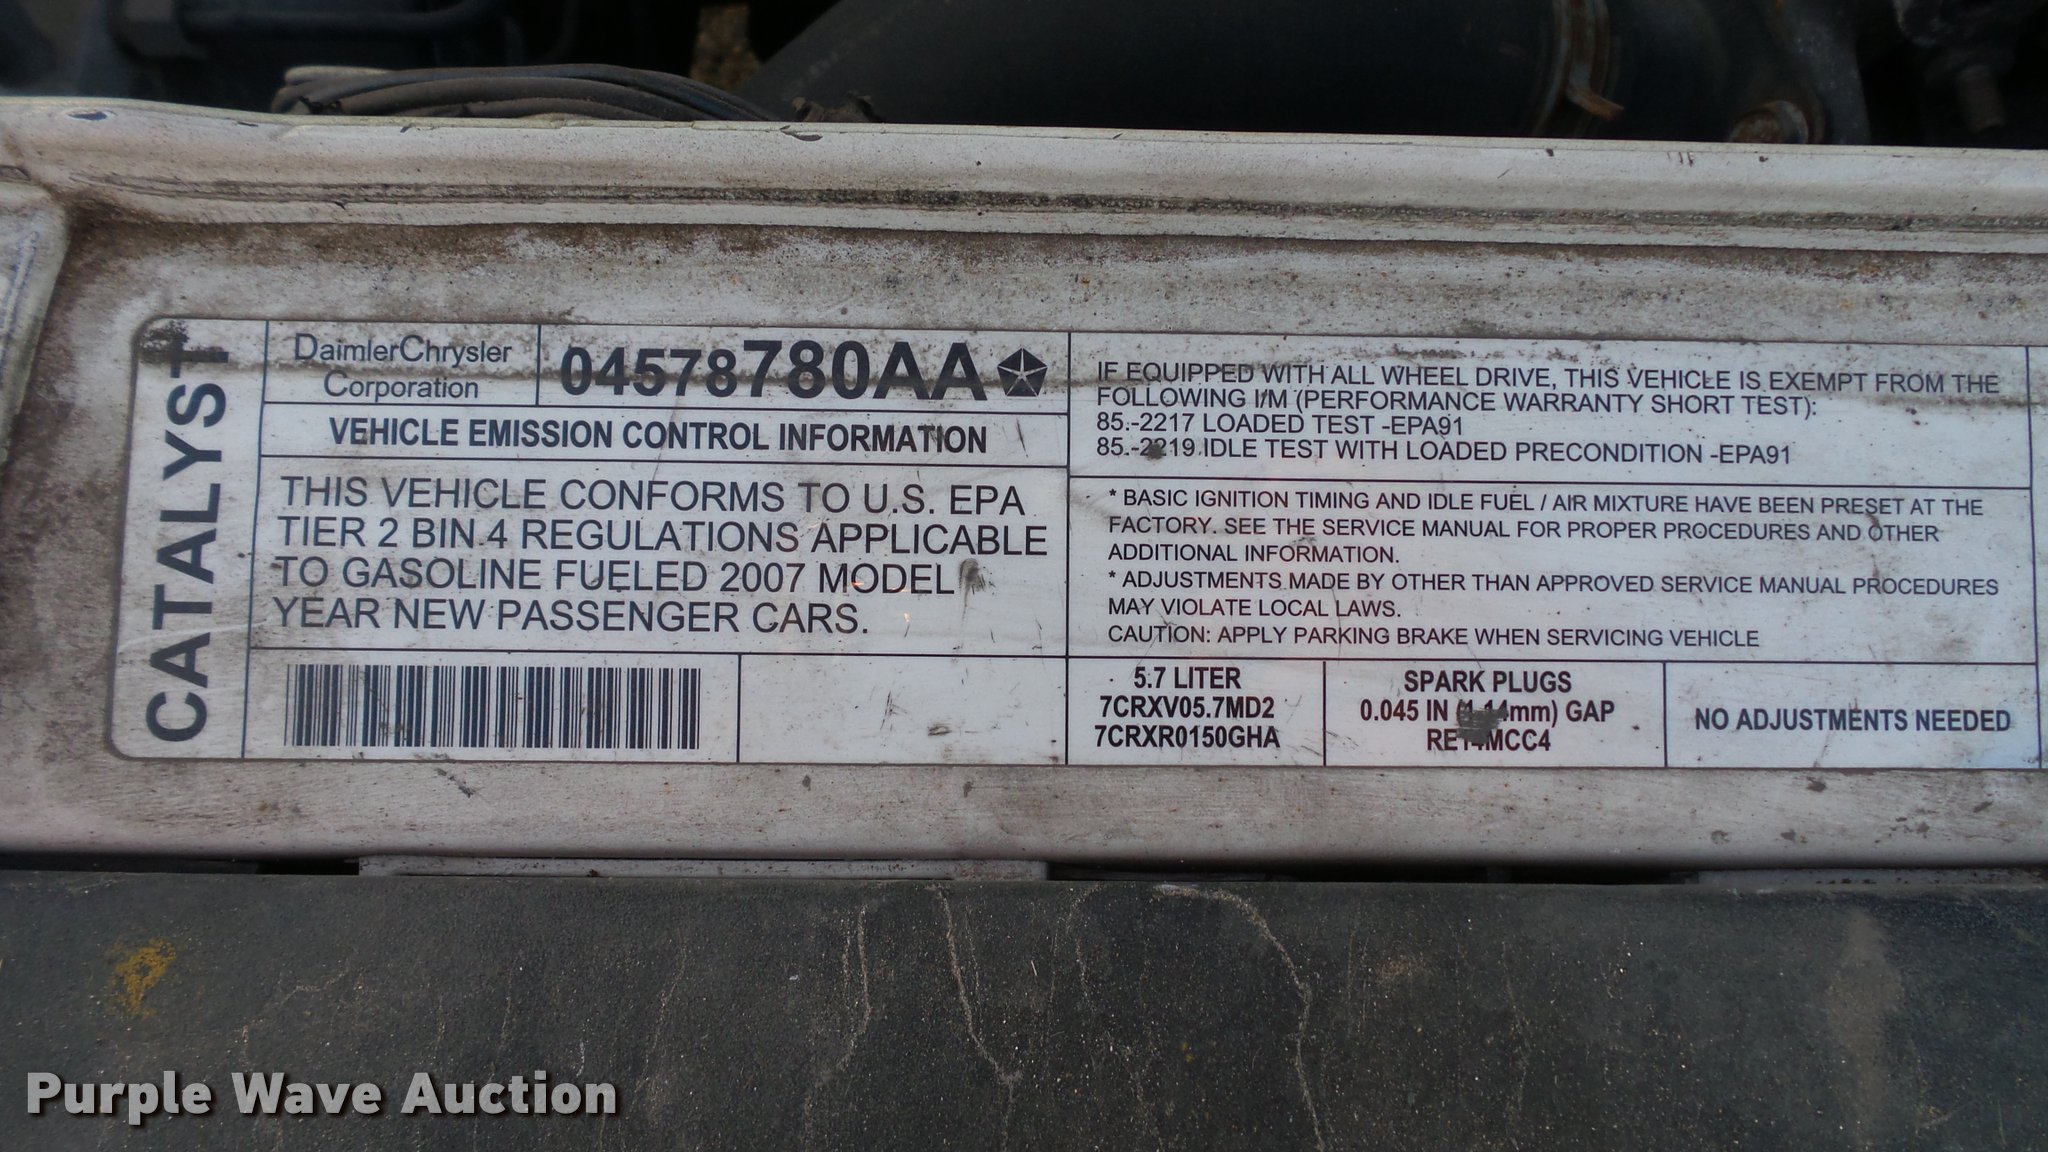 CATALYST
DaimlerChrysler
Corporation
04578780AA
VEHICLE EMISSION CONTROL INFORMATION
THIS VEHICLE CONFORMS TO U.S. EPA
TIER 2 BIN 4 REGULATIONS APPLICABLE
TO GASOLINE FUELED 2007 MODEL
YEAR NEW PASSENGER CARS.
IF EQUIPPED WITH ALL WHEEL DRIVE, THIS VEHICLE IS EXEMPT FROM THE
FOLLOWING I/M (PERFORMANCE WARRANTY SHORT TEST):
85.-2217 LOADED TEST -EPA91
85.-2219 IDLE TEST WITH LOADED PRECONDITION -EPA91
* BASIC IGNITION TIMING AND IDLE FUEL / AIR MIXTURE HAVE BEEN PRESET AT THE
FACTORY. SEE THE SERVICE MANUAL FOR PROPER PROCEDURES AND OTHER
ADDITIONAL INFORMATION.
* ADJUSTMENTS MADE BY OTHER THAN APPROVED SERVICE MANUAL PROCEDURES
MAY VIOLATE LOCAL LAWS.
CAUTION: APPLY PARKING BRAKE WHEN SERVICING VEHICLE
5.7 LITER
7CRXV05.7MD2
7CRXR0150GHA
SPARK PLUGS
0.045 IN (1.14mm) GAP
RE14MCC4
NO ADJUSTMENTS NEEDED
Purple Wave Auction